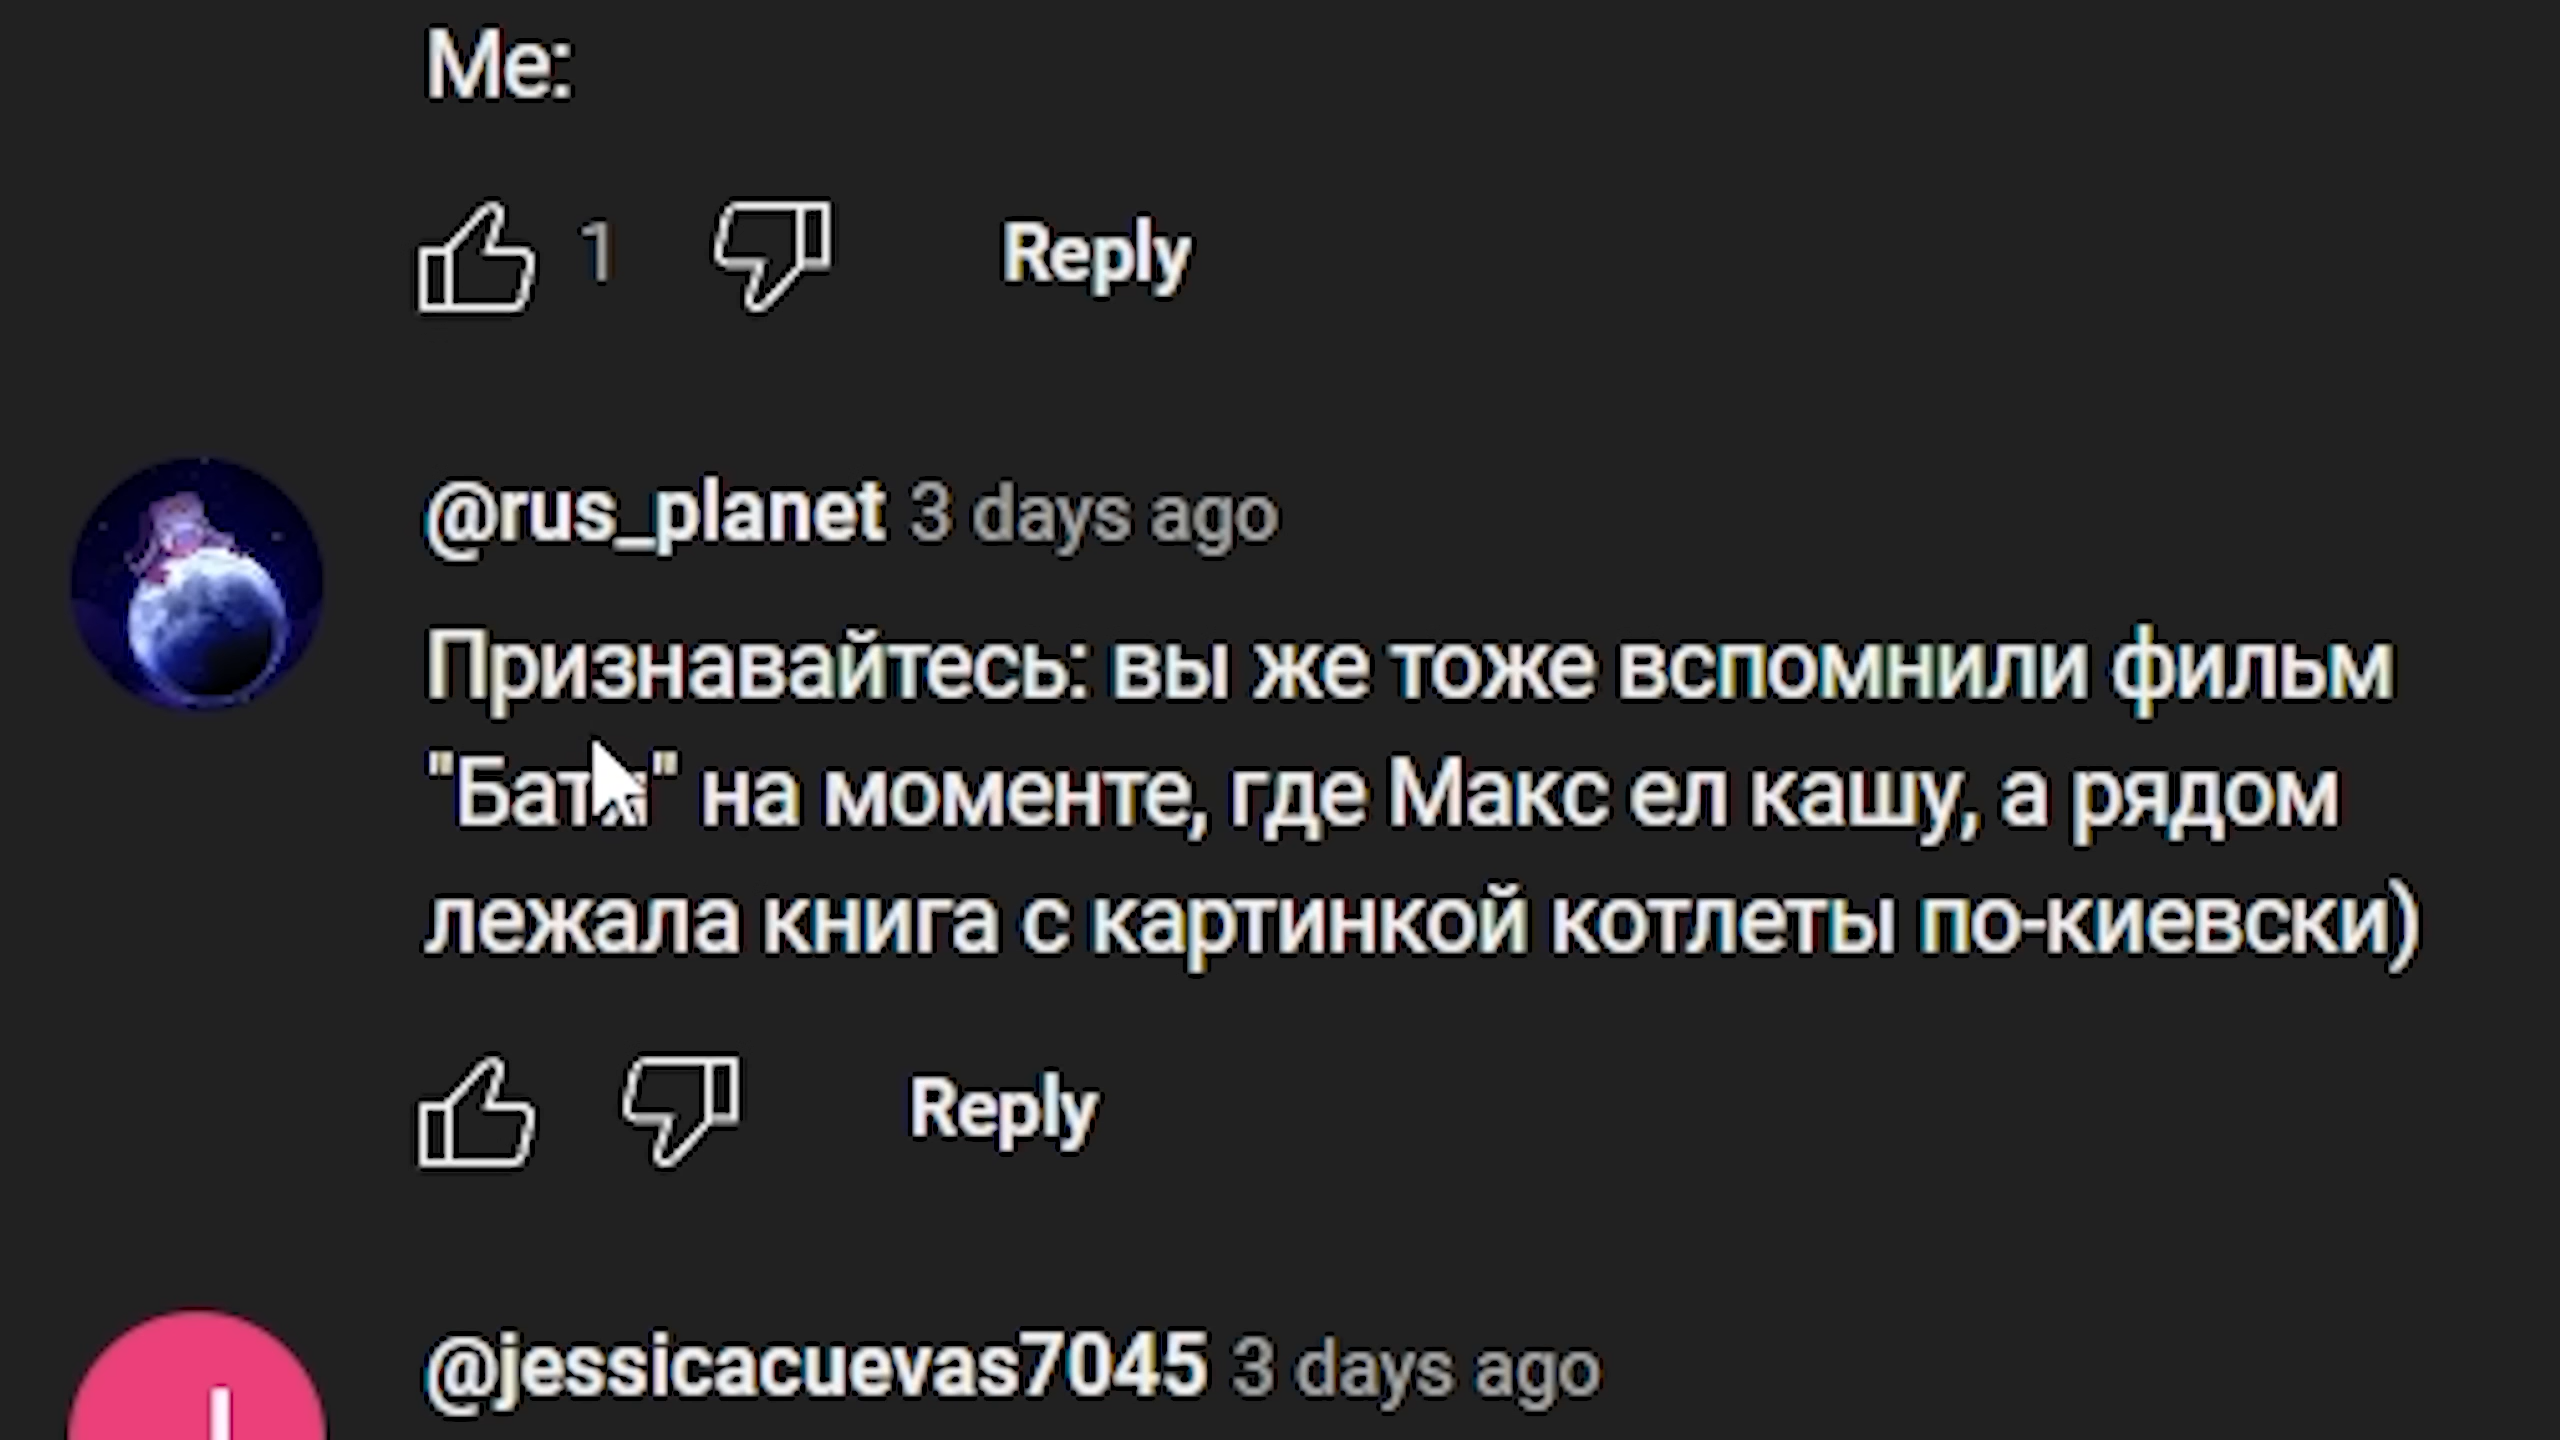 Me:
1 Reply
@rus_planet 3 days ago
Признавайтесь: вы же тоже вспомнили фильм
"Батя" на моменте, где Макс ел кашу, а рядом
лежала книга с картинкой котлеты по-киевски)
Reply
@jessicacuevas7045 3 days ago